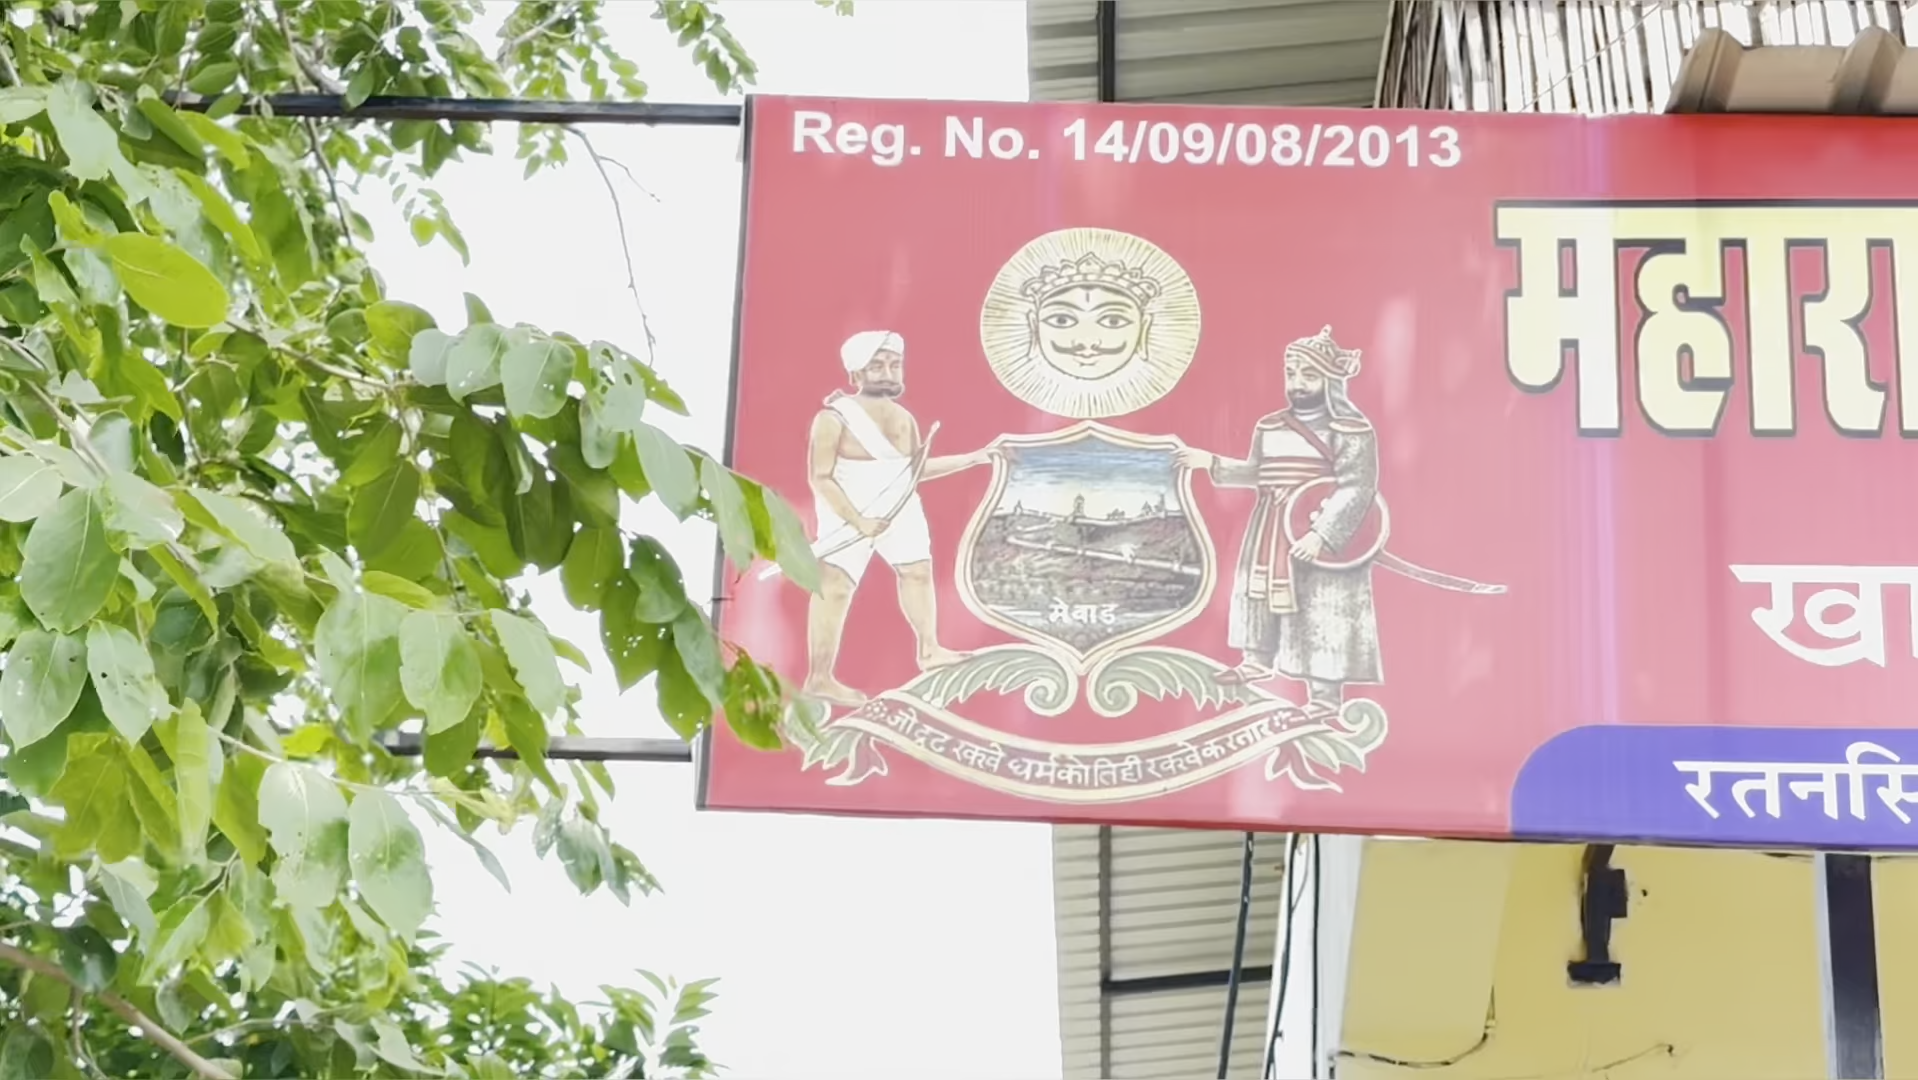 Reg. No. 14/09/08/2013
महारा
खा
मेवाड़
जो दृढ रक्खे धर्म को तिही रक्खे करतार
रतनसि